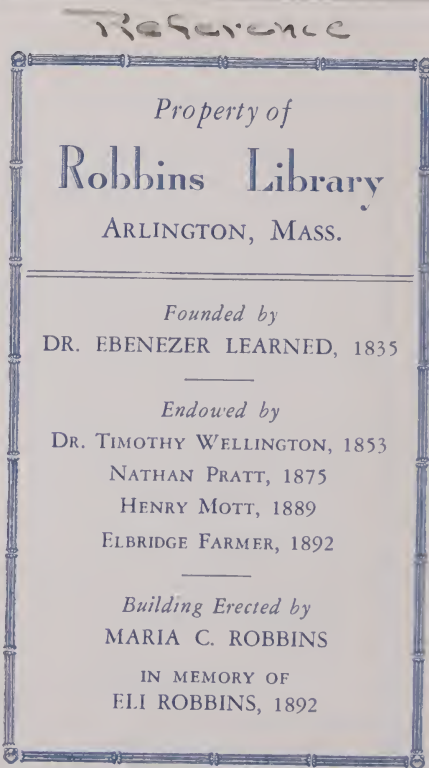 Reference
Property of
Robbins Library
ARLINGTON, MASS.
Founded by
DR. EBENEZER LEARNED, 1835
Endowed by
DR. TIMOTHY WELLINGTON, 1853
NATHAN PRATT, 1875
HENRY MOTT, 1889
ELBRIDGE FARMER, 1892
Building Erected by
MARIA C. ROBBINS
IN MEMORY OF
ELI ROBBINS, 1892